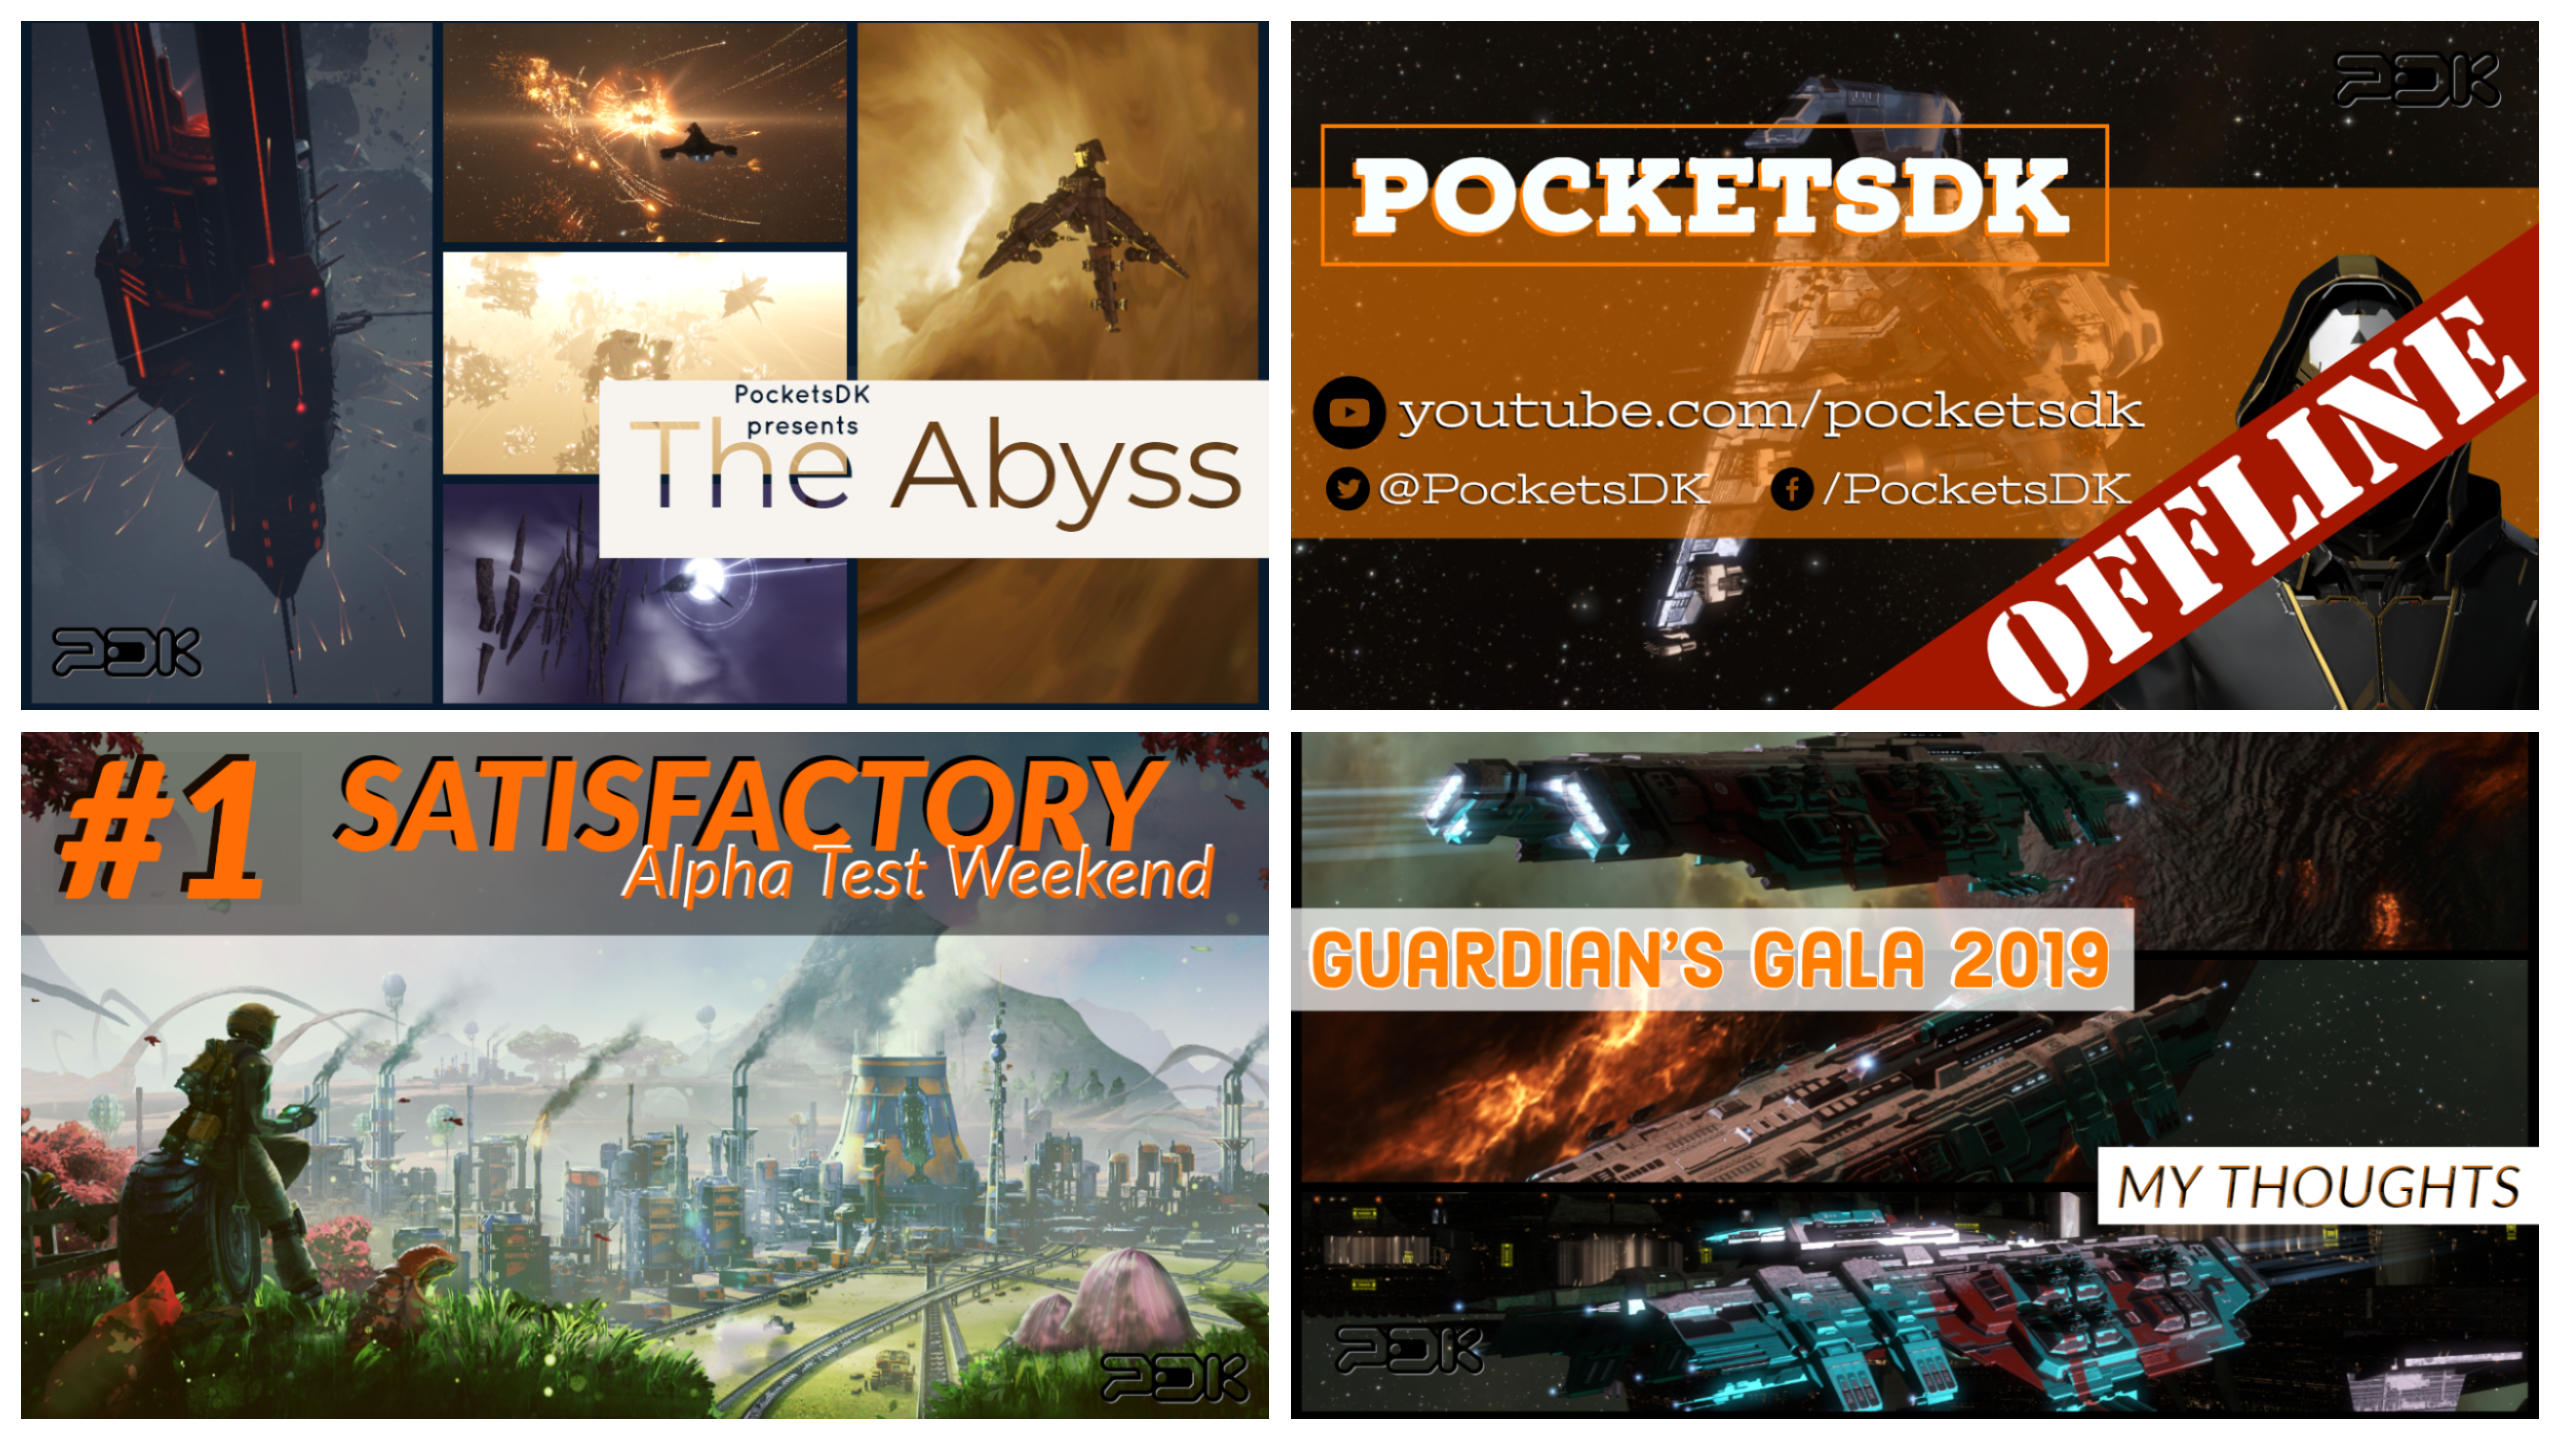 PocketsDK
presents
The Abyss
PDK
PDK
POCKETSDK
youtube.com/pocketsdk
@PocketsDK /PocketsDK
OFFLINE
#1 SATISFACTORY
Alpha Test Weekend
PDK
GUARDIAN'S GALA 2019
MY THOUGHTS
PDK